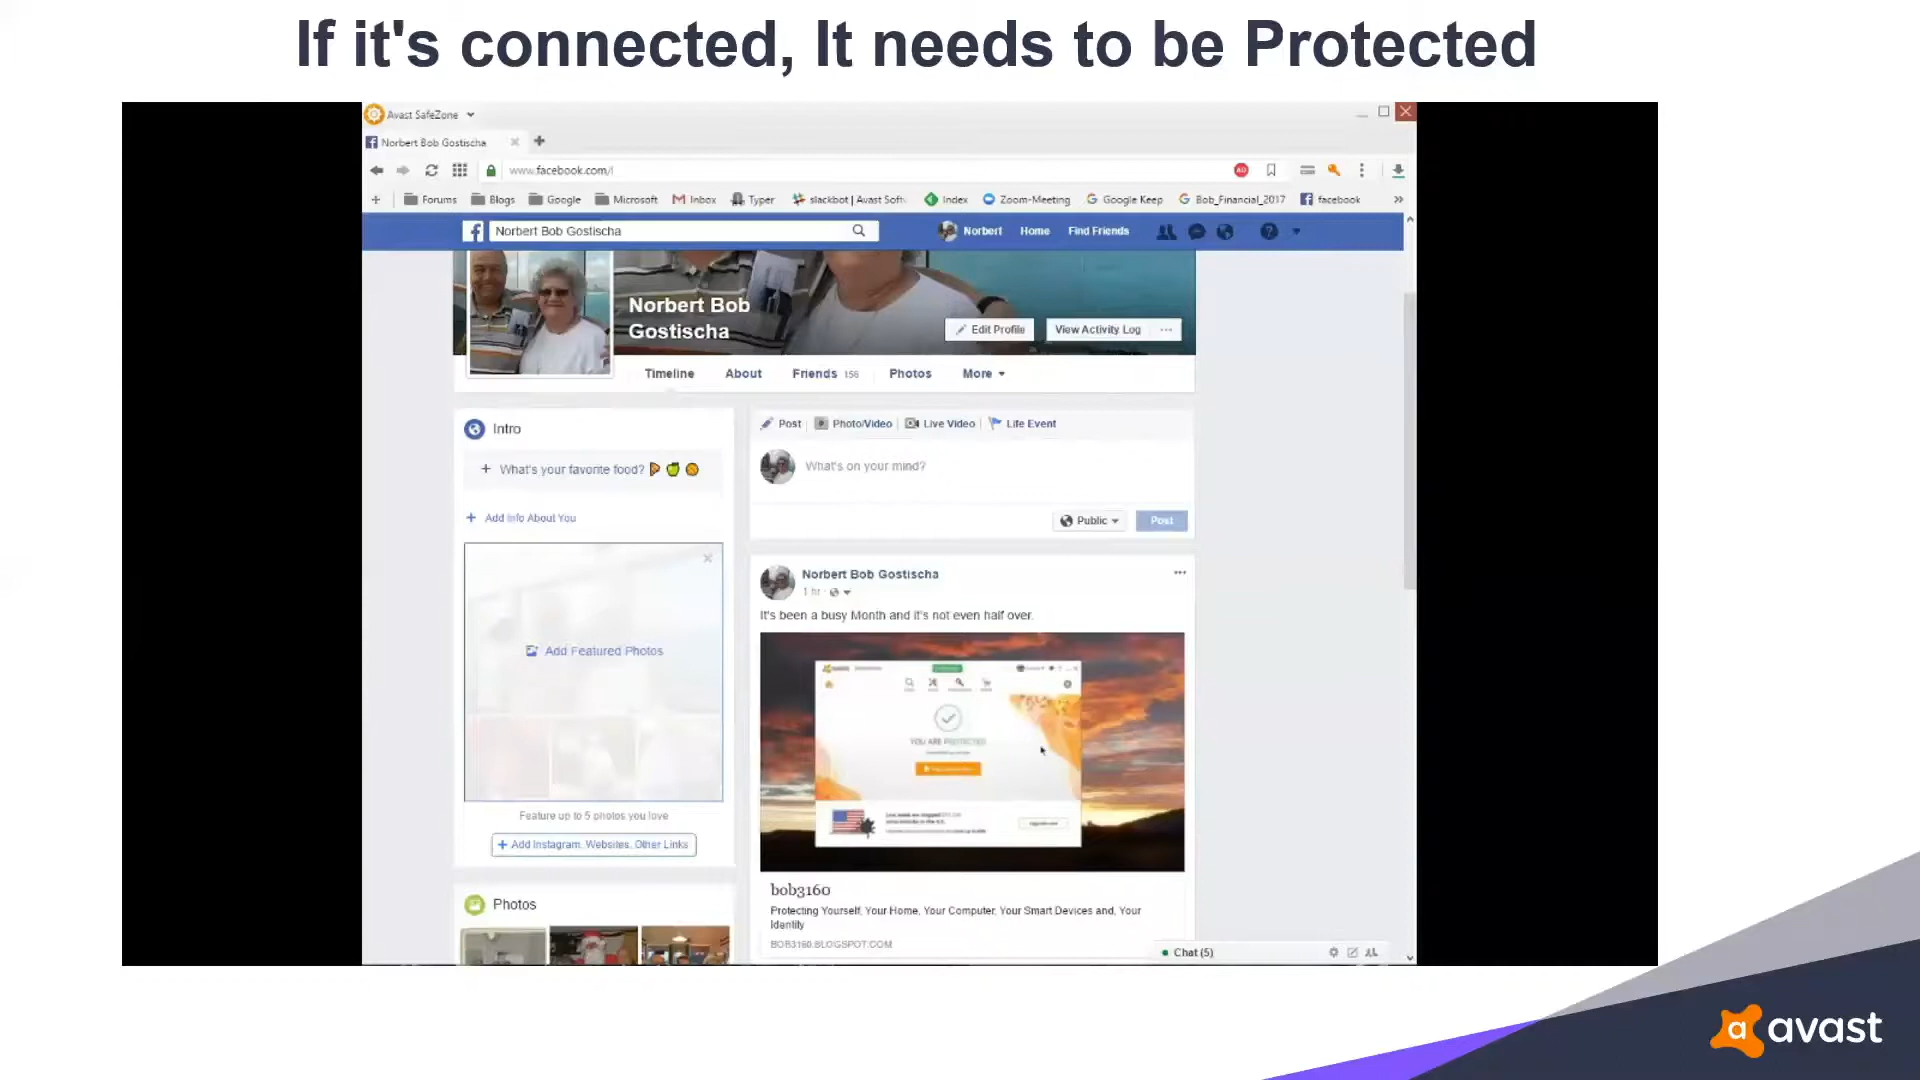 If it's connected, It needs to be Protected
Avast SafeZone
Norbert Bob Gostischa
www.facebook.com/
Forums Blogs Google Microsoft Inbox Typer slackbot | Avast Softw Index Zoom-Meeting Google Keep Bob_Financial_2017 facebook
Norbert Bob Gostischa
Norbert Home Find Friends
Norbert Bob
Gostischa
Edit Profile View Activity Log
Timeline About Friends 156 Photos More
Intro
+ What's your favorite food?
+ Add Info About You
Add Featured Photos
Feature up to 5 photos you love
+ Add Instagram, Websites, Other Links
Photos
Post Photo/Video Live Video Life Event
What's on your mind?
Public Post
Norbert Bob Gostischa
1 hr
It's been a busy Month and it's not even half over.
YOU ARE PROTECTED
bob3160
Protecting Yourself, Your Home, Your Computer, Your Smart Devices and, Your
Identity
BOB3160.BLOGSPOT.COM
Chat (5)
avast